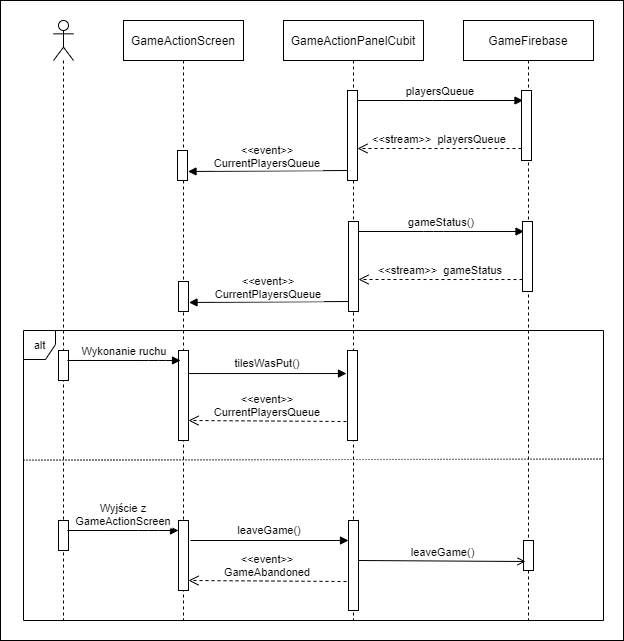 GameActionScreen
GameActionPanelCubit
GameFirebase
playersQueue
<<stream>> playersQueue
<<event>>
CurrentPlayersQueue
gameStatus()
<<stream>> gameStatus
<<event>>
CurrentPlayersQueue
alt
Wykonanie ruchu
tilesWasPut()
<<event>>
CurrentPlayersQueue
Wyjście z
GameActionScreen
leaveGame()
leaveGame()
<<event>>
GameAbandoned